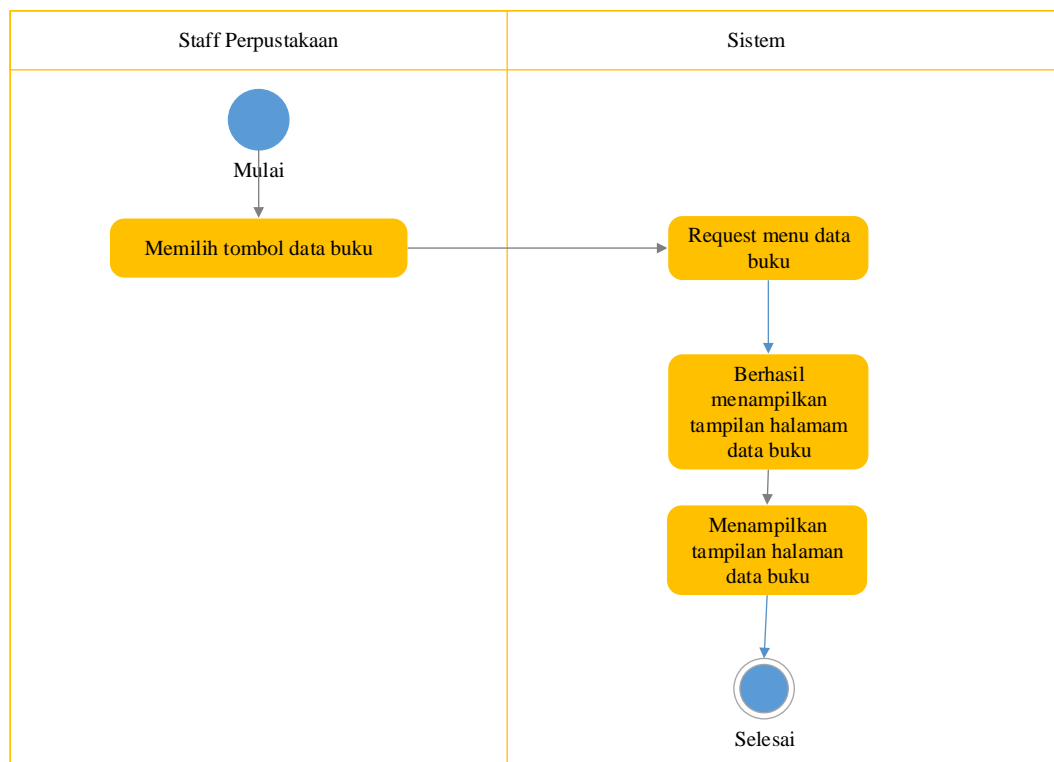 Staff Perpustakaan
Sistem
Mulai
Memilih tombol data buku
Request menu data
buku
Berhasil
menampilkan
tampilan halamam
data buku
Menampilkan
tampilan halaman
data buku
Selesai